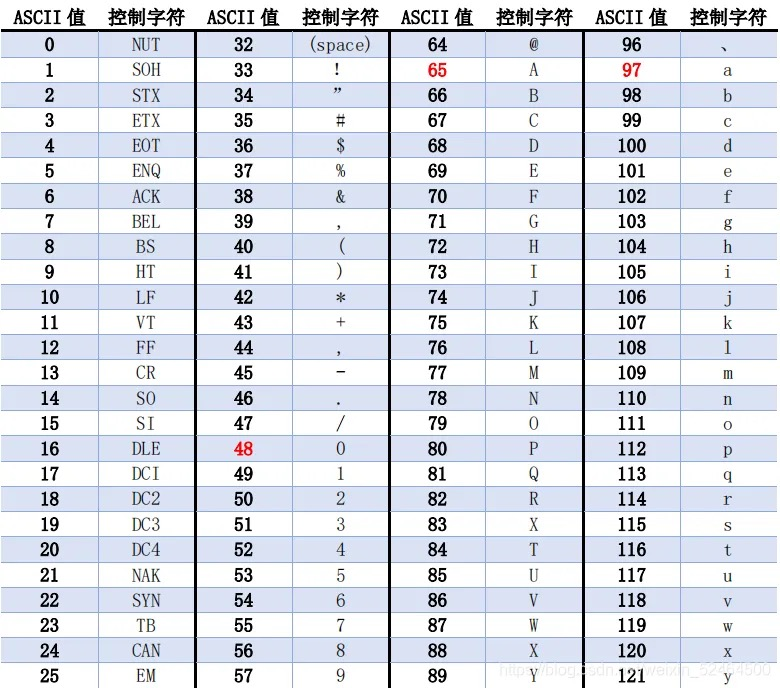 ASCII 值 控制字符 ASCII 值 控制字符 ASCII 值 控制字符 ASCII 值 控制字符
0 NUT 32 (space) 64 @ 96 、
1 SOH 33 ! 65 A 97 a
2 STX 34 ” 66 B 98 b
3 ETX 35 # 67 C 99 c
4 EOT 36 $ 68 D 100 d
5 ENQ 37 % 69 E 101 e
6 ACK 38 & 70 F 102 f
7 BEL 39 , 71 G 103 g
8 BS 40 ( 72 H 104 h
9 HT 41 ) 73 I 105 i
10 LF 42 * 74 J 106 j
11 VT 43 + 75 K 107 k
12 FF 44 , 76 L 108 l
13 CR 45 - 77 M 109 m
14 SO 46 . 78 N 110 n
15 SI 47 / 79 O 111 o
16 DLE 48 0 80 P 112 p
17 DCI 49 1 81 Q 113 q
18 DC2 50 2 82 R 114 r
19 DC3 51 3 83 X 115 s
20 DC4 52 4 84 T 116 t
21 NAK 53 5 85 U 117 u
22 SYN 54 6 86 V 118 v
23 TB 55 7 87 W 119 w
24 CAN 56 8 88 X 120 x
25 EM 57 9 89 Y 121 y